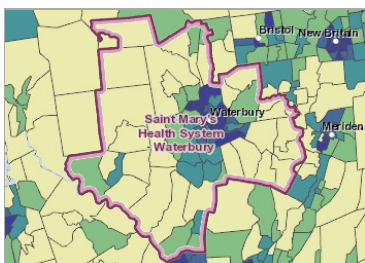 Bristol
New Britain
Waterbury
Saint Mary's
Health System
- Waterbury
Meriden